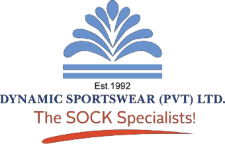 Est.1992
DYNAMIC SPORTSWEAR (PVT) LTD.
The SOCK Specialists!